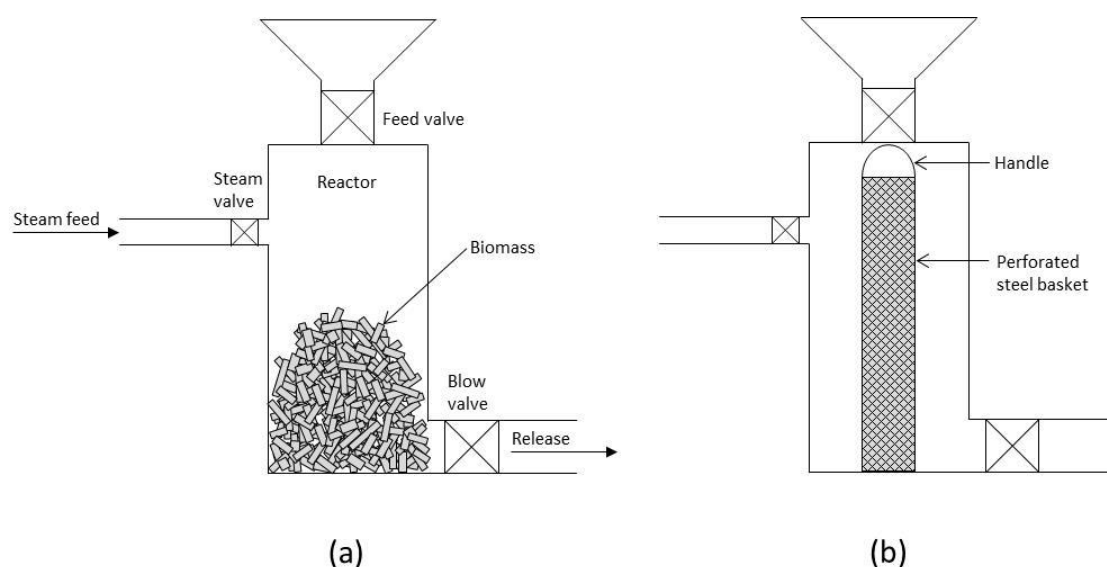 Feed valve
Steam
valve
Reactor
Steam feed
Biomass
Blow
valve
Release
(a)
Handle
Perforated
steel basket
(b)